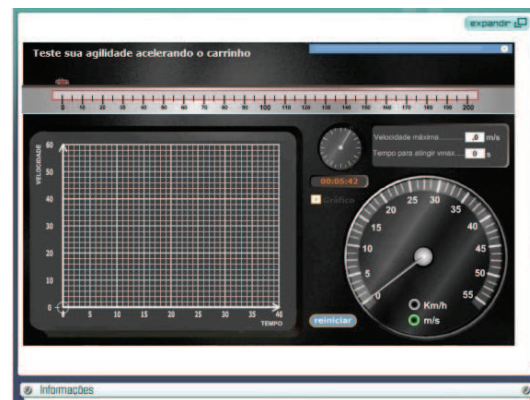 expandir
Teste sua agilidade acelerando o carrinho
0 10 20 30 40 50 60 70 80 90 100 110 120 130 140 150 160 170 180 190 200
VELOCIDADE
60
50
40
30
20
10
0
0 5 10 15 20 25 30 35 40
TEMPO
Velocidade máxima .0 m/s
Tempo para atingir vmax 0 s
00:05:42
Gráfico
0 5 10 15 20 25 30 35 40 45 50 55
Km/h
m/s
reiniciar
Informações